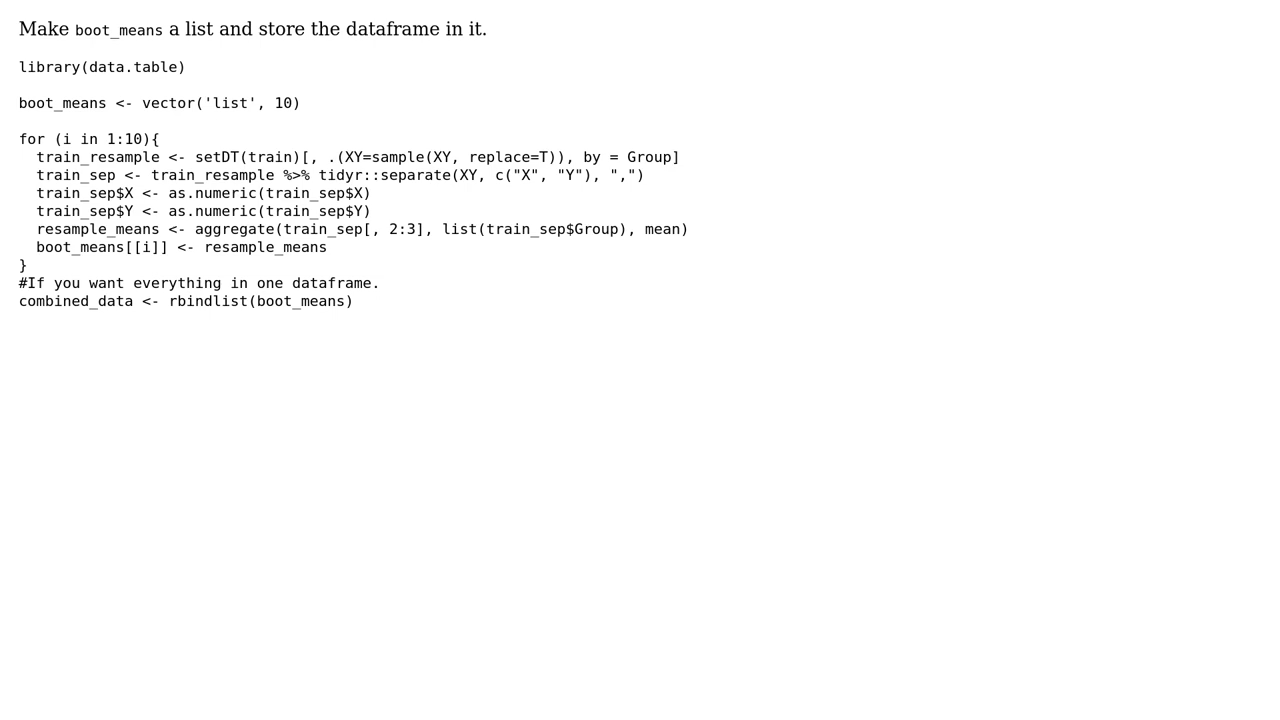 Make boot_means a list and store the dataframe in it.
library(data.table)
boot_means <- vector('list', 10)
for (i in 1:10){
  train_resample <- setDT(train)[, .(XY=sample(XY, replace=T)), by = Group]
  train_sep <- train_resample %>% tidyr::separate(XY, c("X", "Y"), ",")
  train_sep$X <- as.numeric(train_sep$X)
  train_sep$Y <- as.numeric(train_sep$Y)
  resample_means <- aggregate(train_sep[, 2:3], list(train_sep$Group), mean)
  boot_means[[i]] <- resample_means
}
#If you want everything in one dataframe.
combined_data <- rbindlist(boot_means)